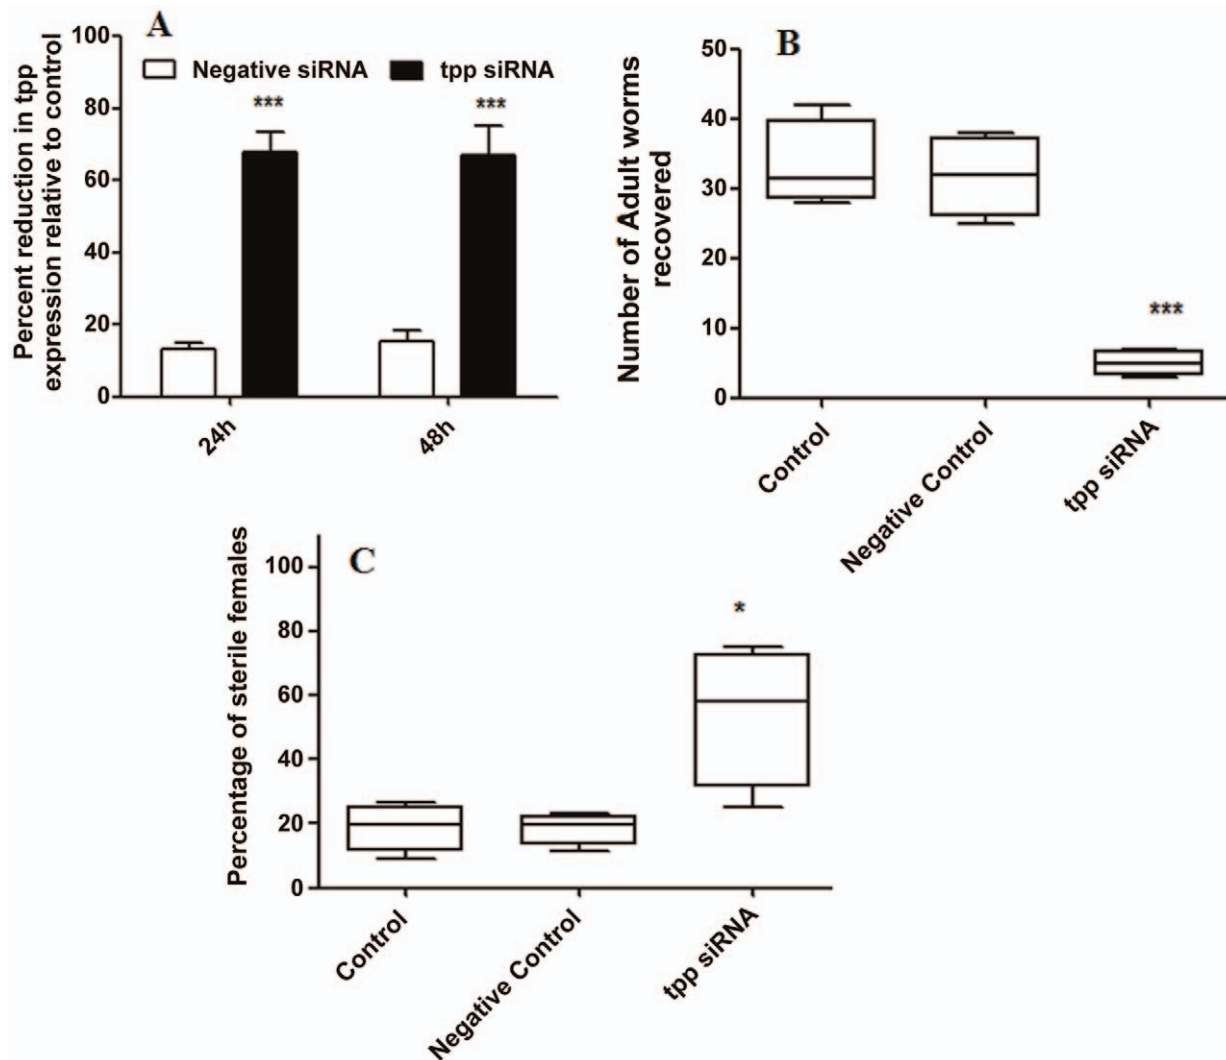 A
Percent reduction in tpp
expression relative to control
100
80
60
40
20
0
Negative siRNA
tpp siRNA
***
***
24h
48h
B
Number of Adult worms
recovered
50
40
30
20
10
0
***
Control
Negative Control
tpp siRNA
C
Percentage of sterile females
100
80
60
40
20
0
*
Control
Negative Control
tpp siRNA